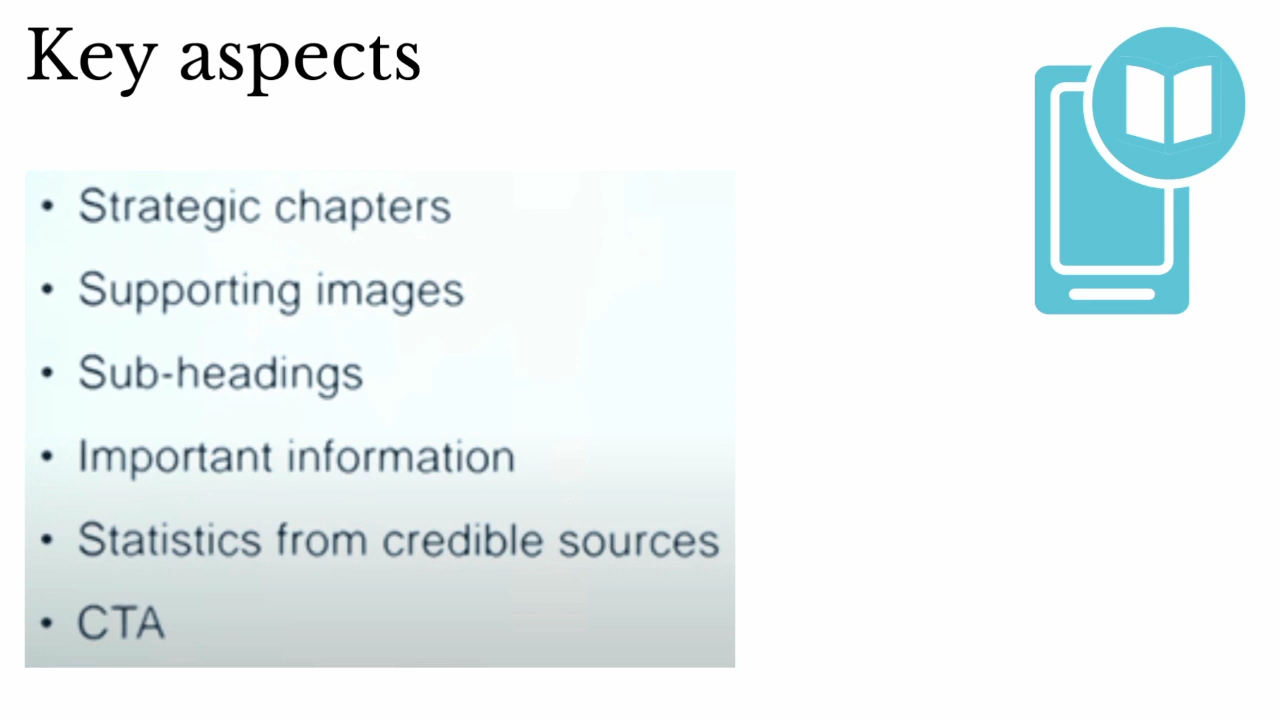 Key aspects
• Strategic chapters
• Supporting images
• Sub-headings
• Important information
• Statistics from credible sources
• CTA